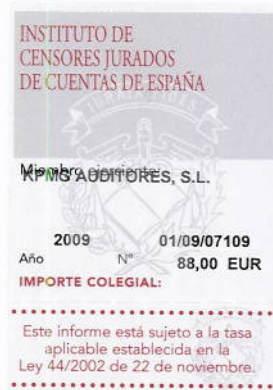 INSTITUTO DE
CENSORES JURADOS
DE CUENTAS DE ESPAÑA
Miembro ejerciente:
KPMG AUDITORES, S.L.
2009 01/09/07109
Año Nº 88,00 EUR
IMPORTE COLEGIAL:
Este informe está sujeto a la tasa
aplicable establecida en la
Ley 44/2002 de 22 de noviembre.